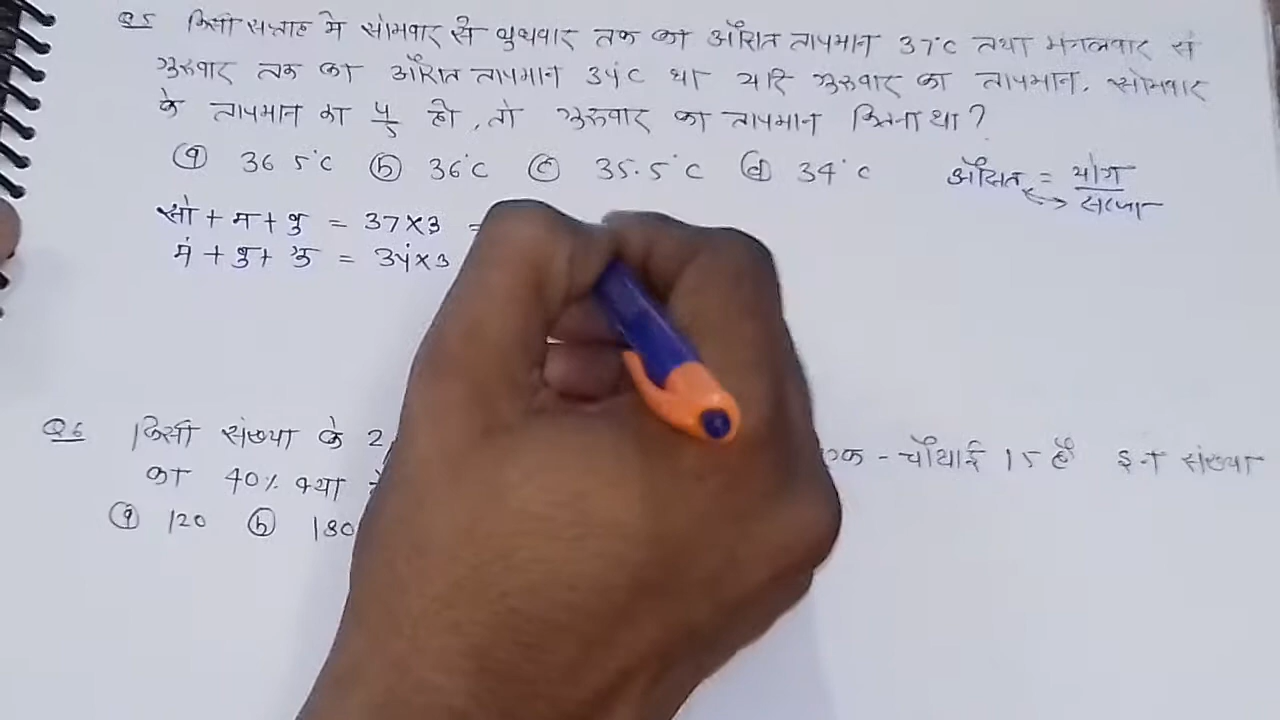 Q5 किसी सप्ताह मे सोमवार से बुधवार तक का औसत तापमान 37°C तथा मंगलवार से
गुरुवार तक का औसत तापमान 34°C था यदि गुरुवार का तापमान, सोमवार
के तापमान का 4/5 हो, तो गुरुवार का तापमान कितना था?
(a) 36 5°C (b) 36°C (c) 35.5°C (d) 34°C
औसत = योग / संख्या
सो + म + बु = 37×3 =
मं + बु + गु = 34×3
Q6 किसी संख्या के 2 एक-चौथाई 15 है संख्या
का 40% क्या
(a) 120 (b) 180